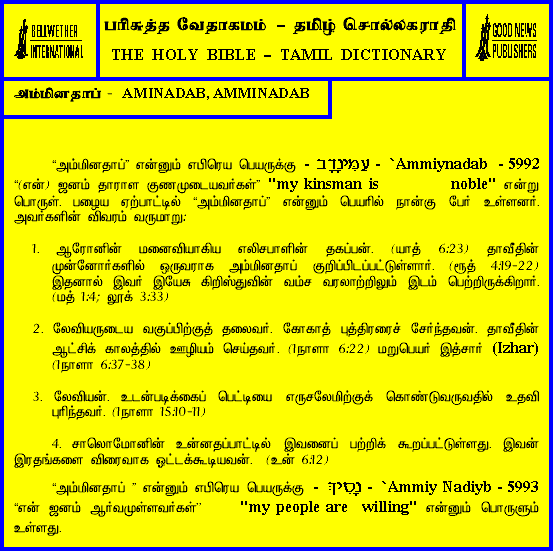 BELLWETHER
INTERNATIONAL
பரிசுத்த வேதாகமம் – தமிழ் சொல்லகராதி
THE HOLY BIBLE – TAMIL DICTIONARY
GOOD NEWS
PUBLISHERS
அம்மினதாப் - AMINADAB, AMMINADAB
“அம்மினதாப்” என்னும் எபிரெய பெயருக்கு - עַמִּינָדָב - `Ammiynadab - 5992
“(என்) ஜனம் தாராள குணமுடையவர்கள்” "my kinsman is noble" என்று
பொருள். பழைய ஏற்பாட்டில் “அம்மினதாப்” என்னும் பெயரில் நான்கு பேர் உள்ளனர்.
அவர்களின் விவரம் வருமாறு:
1. ஆரோனின் மனைவியாகிய எலிசபாளின் தகப்பன். (யாத் 6:23) தாவீதின்
முன்னோர்களில் ஒருவராக அம்மினதாப் குறிப்பிடப்பட்டுள்ளார். (ரூத் 4:19-22)
இதனால் இவர் இயேசு கிறிஸ்துவின் வம்ச வரலாற்றிலும் இடம் பெற்றிருக்கிறார்.
(மத் 1:4; லூக் 3:33)
2. லேவியருடைய வகுப்பிற்குத் தலைவர். கோகாத் புத்திரரைச் சேர்ந்தவன். தாவீதின்
ஆட்சிக் காலத்தில் ஊழியம் செய்தவர். (1நாளா 6:22) மறுபெயர் இத்சார் (Izhar)
(1நாளா 6:37-38)
3. லேவியன். உடன்படிக்கைப் பெட்டியை எருசலேமிற்குக் கொண்டுவருவதில் உதவி
புரிந்தவர். (1நாளா 15:10-11)
4. சாலொமோனின் உன்னதப்பாட்டில் இவனைப் பற்றிக் கூறப்பட்டுள்ளது. இவன்
இரதங்களை விரைவாக ஓட்டக்கூடியவன். (உன் 6:12)
“அம்மினதாப் ” என்னும் எபிரெய பெயருக்கு - - `Ammiy Nadiyb - 5993
“என் ஜனம் ஆர்வமுள்ளவர்கள்” "my people are willing" என்னும் பொருளும்
உள்ளது.